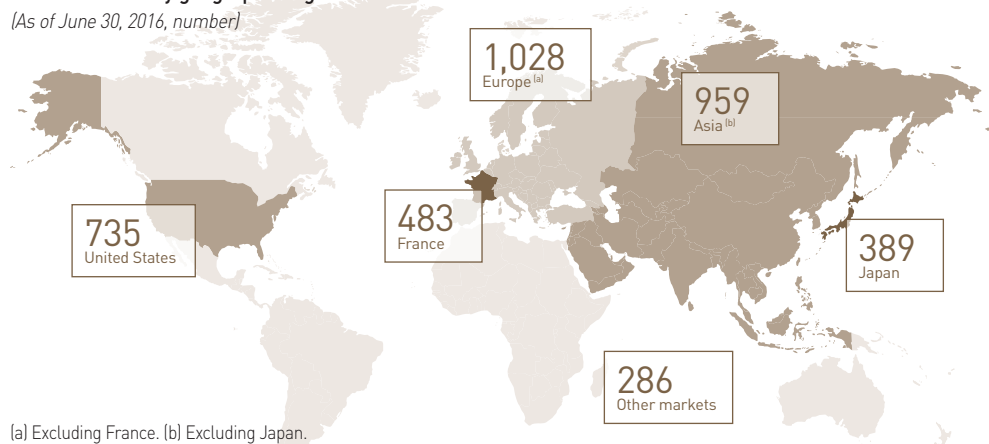 (As of June 30, 2016, number)
1,028
Europe (a)
959
Asia (b)
735
United States
483
France
389
Japan
286
Other markets
(a) Excluding France. (b) Excluding Japan.